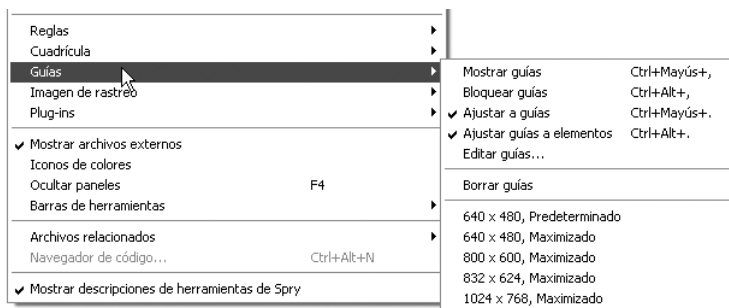 Reglas
Cuadrícula
Guías
Imagen de rastreo
Plug-ins
Mostrar archivos externos
Iconos de colores
Ocultar paneles F4
Barras de herramientas
Archivos relacionados
Navegador de código... Ctrl+Alt+N
Mostrar descripciones de herramientas de Spry
Mostrar guías Ctrl+Mayús+,
Bloquear guías Ctrl+Alt+,
Ajustar a guías Ctrl+Mayús+.
Ajustar guías a elementos Ctrl+Alt+.
Editar guías...
Borrar guías
640 x 480, Predeterminado
640 x 480, Maximizado
800 x 600, Maximizado
832 x 624, Maximizado
1024 x 768, Maximizado